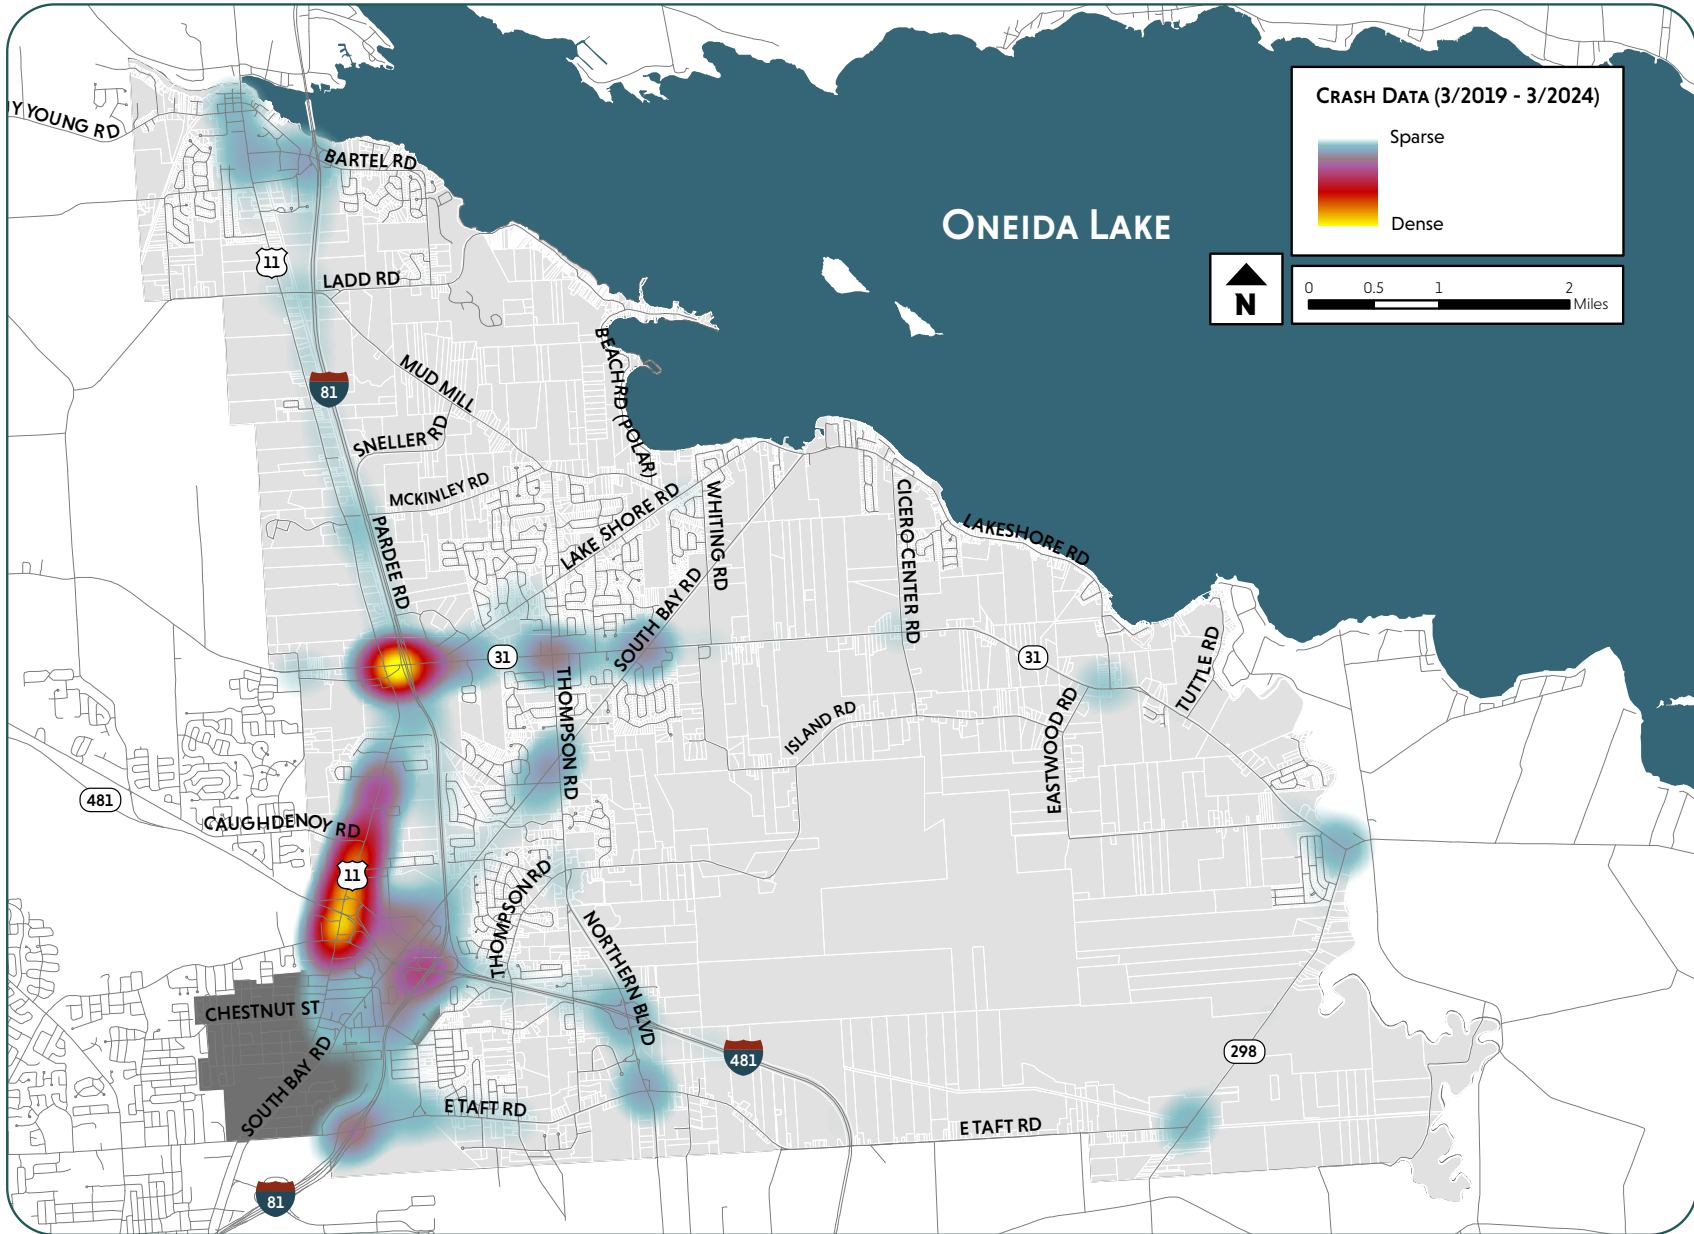 CRASH DATA (3/2019 - 3/2024)
Sparse
Dense
N
0 0.5 1 2
Miles
ONEIDA LAKE
Y YOUNG RD
BARTEL RD
11
LADD RD
81
MUD MILL
BEACH RD (POLAR)
SNELLER RD
MCKINLEY RD
PARDEE RD
LAKE SHORE RD
WHITING RD
CICERO CENTER RD
LAKESHORE RD
SOUTH BAY RD
31
31
THOMPSON RD
TUTTLE RD
EASTWOOD RD
ISLAND RD
481
CAUGHDENOY RD
11
THOMPSON RD
NORTHERN BLVD
CHESTNUT ST
SOUTH BAY RD
481
298
E TAFT RD
E TAFT RD
81